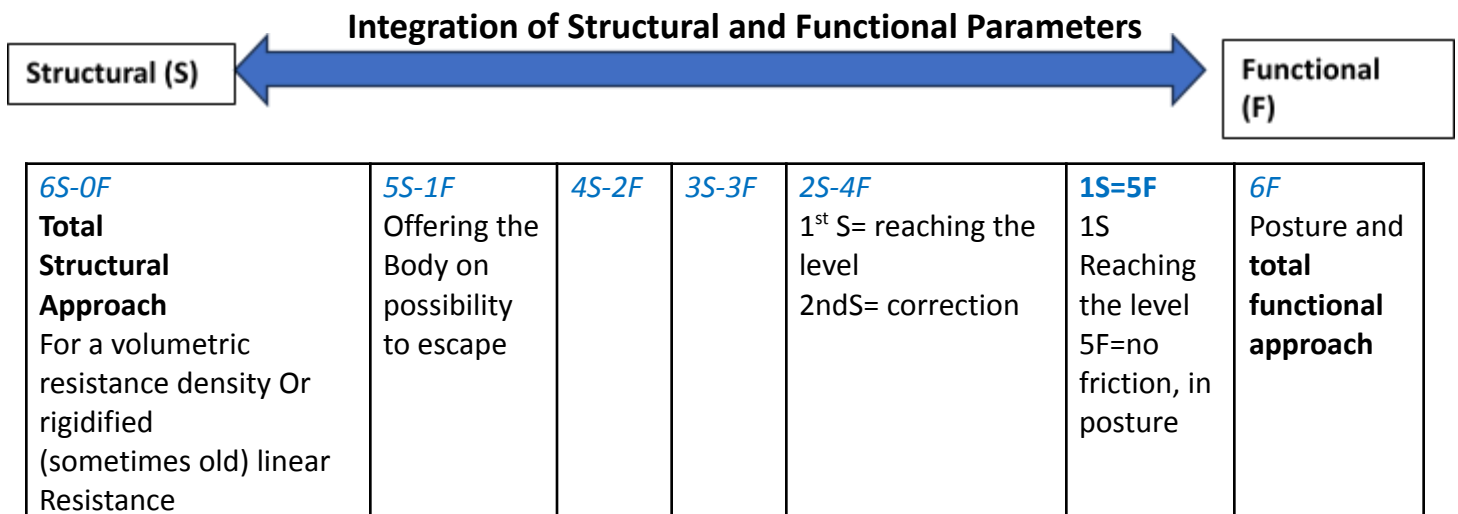 Integration of Structural and Functional Parameters
Structural (S)
Functional
(F)
6S-0F
Total
Structural
Approach
For a volumetric
resistance density Or
rigidified
(sometimes old) linear
Resistance
5S-1F
Offering the
Body on
possibility
to escape
4S-2F
3S-3F
2S-4F
1st S= reaching the
level
2ndS= correction
1S=5F
1S
Reaching
the level
5F=no
friction, in
posture
6F
Posture and
total
functional
approach